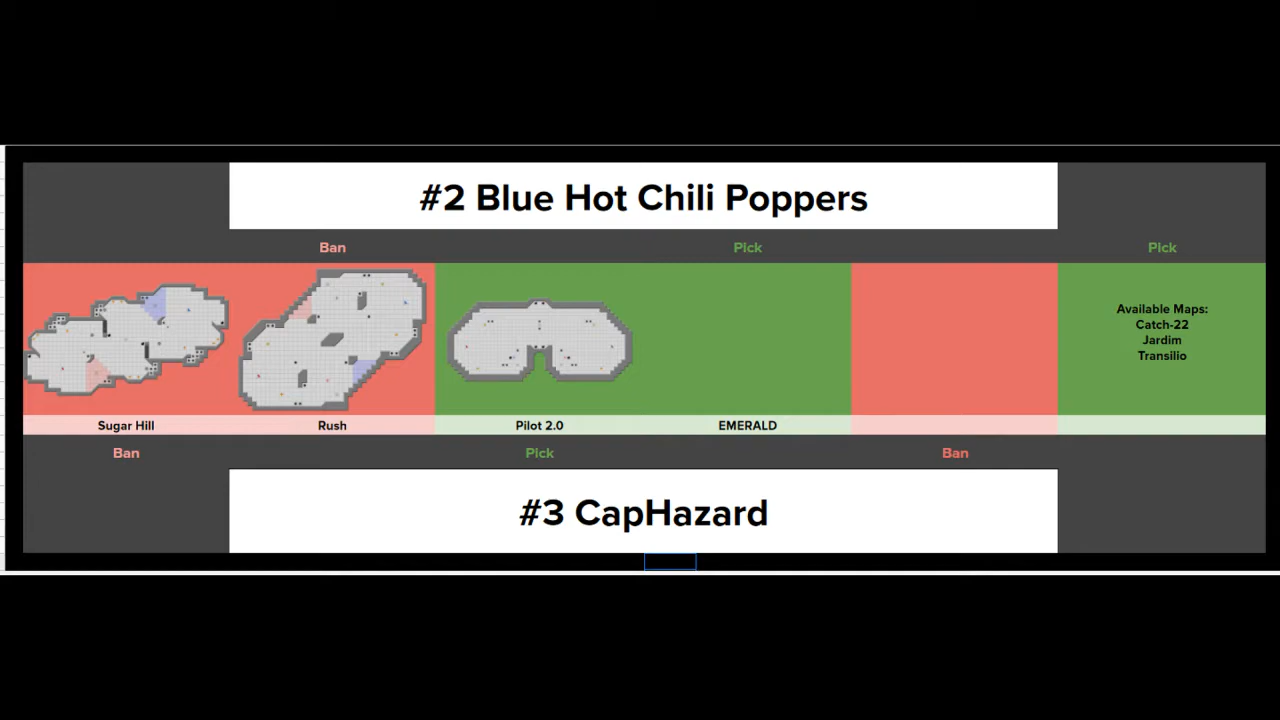 #2 Blue Hot Chili Poppers
Ban
Pick
Pick
Available Maps:
Catch-22
Jardim
Transilio
Sugar Hill
Rush
Pilot 2.0
EMERALD
Ban
Pick
Ban
#3 CapHazard